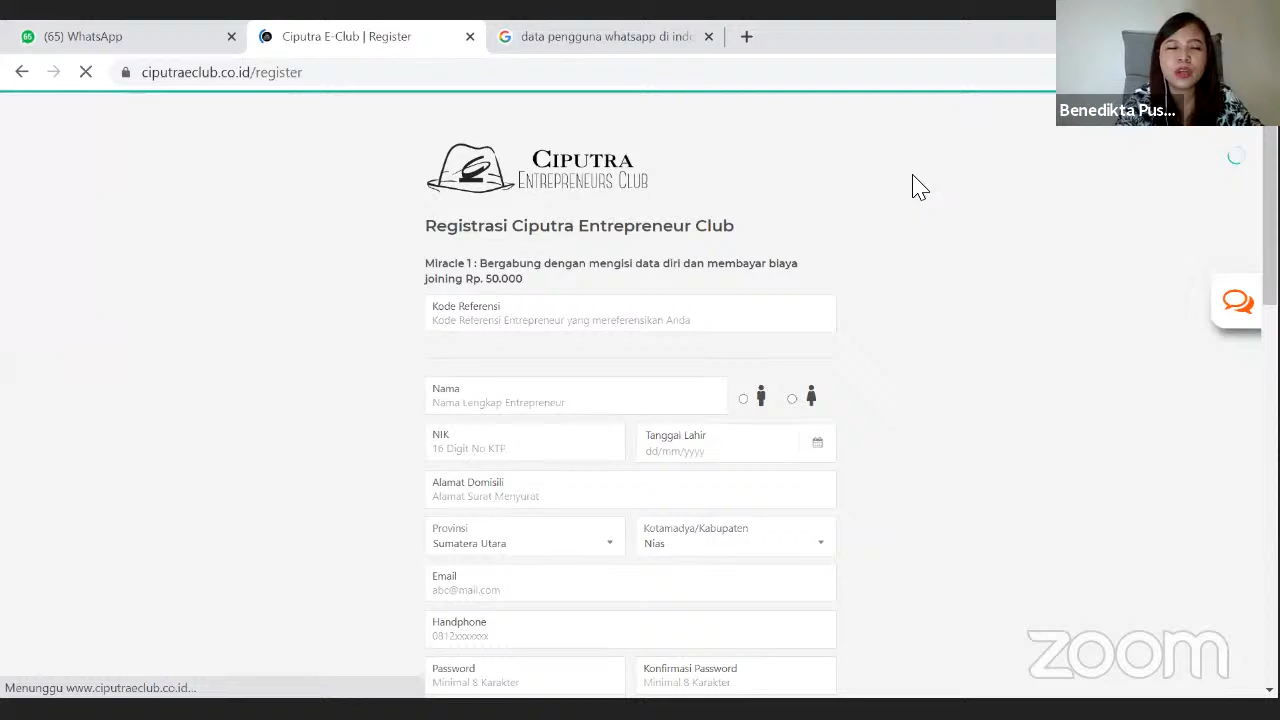 (65) WhatsApp
Ciputra E-Club | Register
data pengguna whatsapp di indo
ciputraeclub.co.id/register
Benedikta Pus...
CIPUTRA
ENTREPRENEURS CLUB
Registrasi Ciputra Entrepreneur Club
Miracle 1 : Bergabung dengan mengisi data diri dan membayar biaya
joining Rp. 50.000
Kode Referensi
Kode Referensi Entrepreneur yang mereferensikan Anda
Nama
Nama Lengkap Entrepreneur
NIK
16 Digit No KTP
Tanggal Lahir
dd/mm/yyyy
Alamat Domisili
Alamat Surat Menyurat
Provinsi
Sumatera Utara
Kotamadya/Kabupaten
Nias
Email
abc@mail.com
Handphone
0812xxxxxxx
Password
Minimal 8 Karakter
Konfirmasi Password
Minimal 8 Karakter
Menunggu www.ciputraeclub.co.id...
zoom